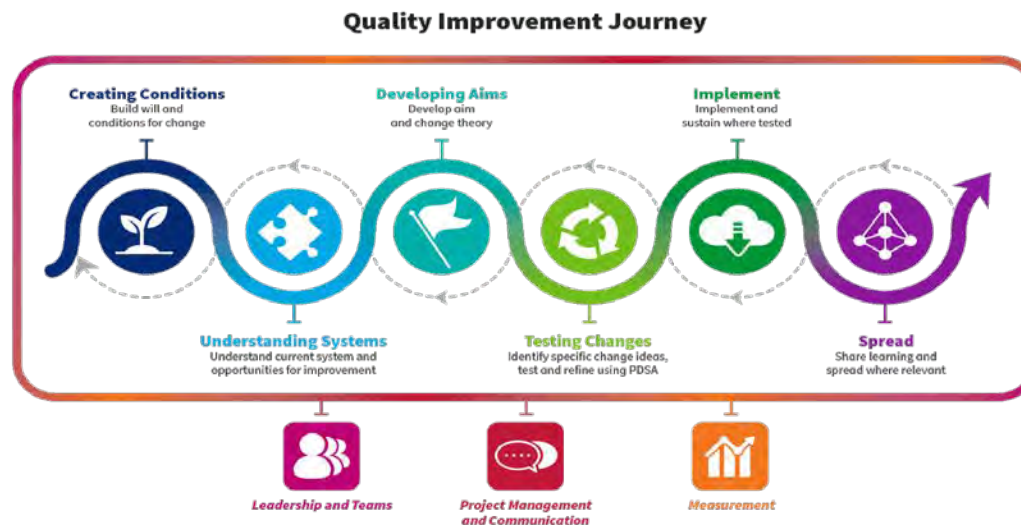 Quality Improvement Journey
Creating Conditions
Build will and
conditions for change
Developing Aims
Develop aim
and change theory
Implement
Implement and
sustain where tested
Understanding Systems
Understand current system and
opportunities for improvement
Testing Changes
Identify specific change ideas,
test and refine using PDSA
Spread
Share learning and
spread where relevant
Leadership and Teams
Project Management
and Communication
Measurement